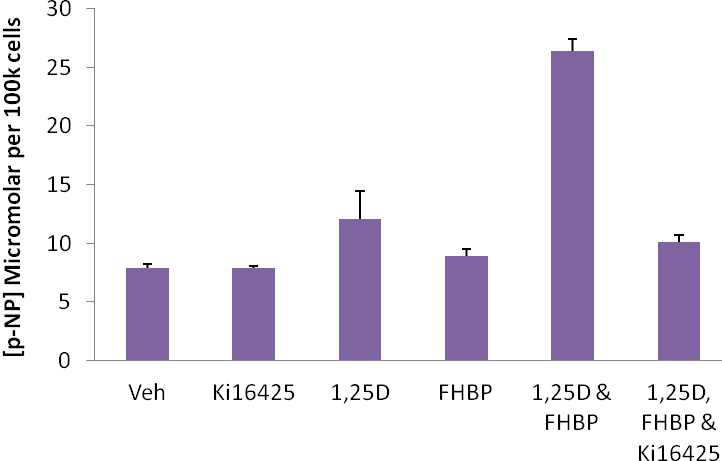 [p-NP] Micromolar per 100k cells
30
25
20
15
10
5
0
Veh
Ki16425
1,25D
FHBP
1,25D &
FHBP
1,25D,
FHBP &
Ki16425